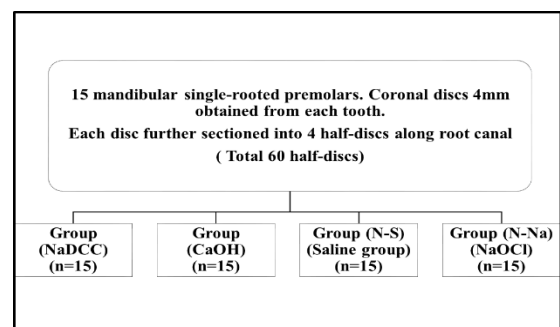 15 mandibular single-rooted premolars. Coronal discs 4mm
obtained from each tooth.
Each disc further sectioned into 4 half-discs along root canal
( Total 60 half-discs)
Group
(NaDCC)
(n=15)
Group
(CaOH)
(n=15)
Group (N-S)
(Saline group)
(n=15)
Group (N-Na)
(NaOCl)
(n=15)